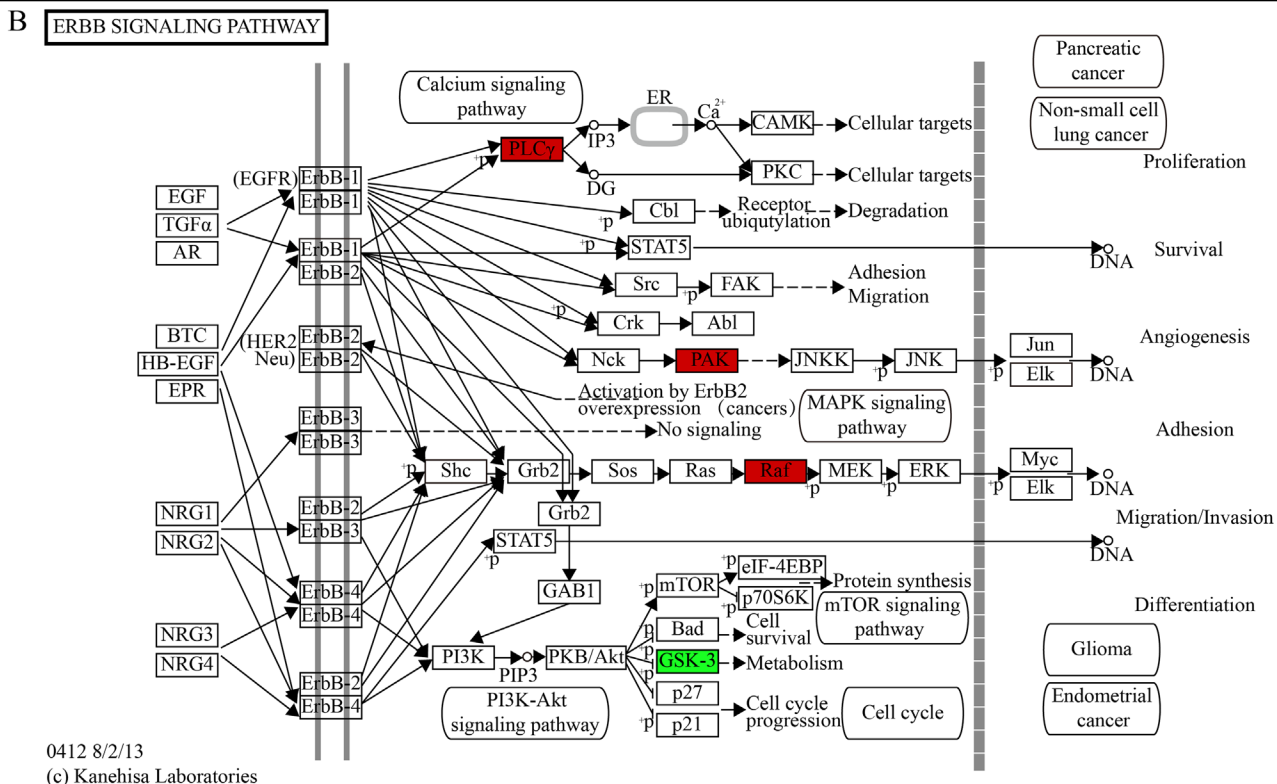 B
ERBB SIGNALING PATHWAY
Calcium signaling
pathway
ER
Ca2+
IP3
DG
+p
PLCγ
CAMK
Cellular targets
PKC
Cellular targets
Pancreatic
cancer
Non-small cell
lung cancer
Proliferation
(EGFR)
ErbB-1
ErbB-1
EGF
TGFα
AR
ErbB-1
ErbB-2
+p
Cbl
Receptor
ubiqutylation
Degradation
+p
STAT5
DNA
Survival
Src
+p
FAK
Adhesion
Migration
+p
Crk
Abl
BTC
HB-EGF
EPR
(HER2
Neu)
ErbB-2
ErbB-2
Nck
PAK
JNKK
+p
JNK
+p
Jun
Elk
DNA
Angiogenesis
Activation by ErbB2
overexpression (cancers)
MAPK signaling
pathway
ErbB-3
ErbB-3
No signaling
Adhesion
+p
Shc
Grb2
Sos
Ras
Raf
+p
MEK
+p
ERK
+p
Myc
Elk
DNA
NRG1
NRG2
ErbB-2
ErbB-3
Grb2
Migration/Invasion
STAT5
+p
DNA
ErbB-4
ErbB-4
GAB1
+p
mTOR
+p
eIF-4EBP
+p
p70S6K
Protein synthesis
mTOR signaling
pathway
Differentiation
NRG3
NRG4
PI3K
PIP3
PKB/Akt
+p
Bad
Cell
survival
+p
GSK-3
Metabolism
Glioma
ErbB-2
ErbB-4
PI3K-Akt
signaling pathway
p27
+p
p21
Cell cycle
progression
Cell cycle
Endometrial
cancer
0412 8/2/13
(c) Kanehisa Laboratories